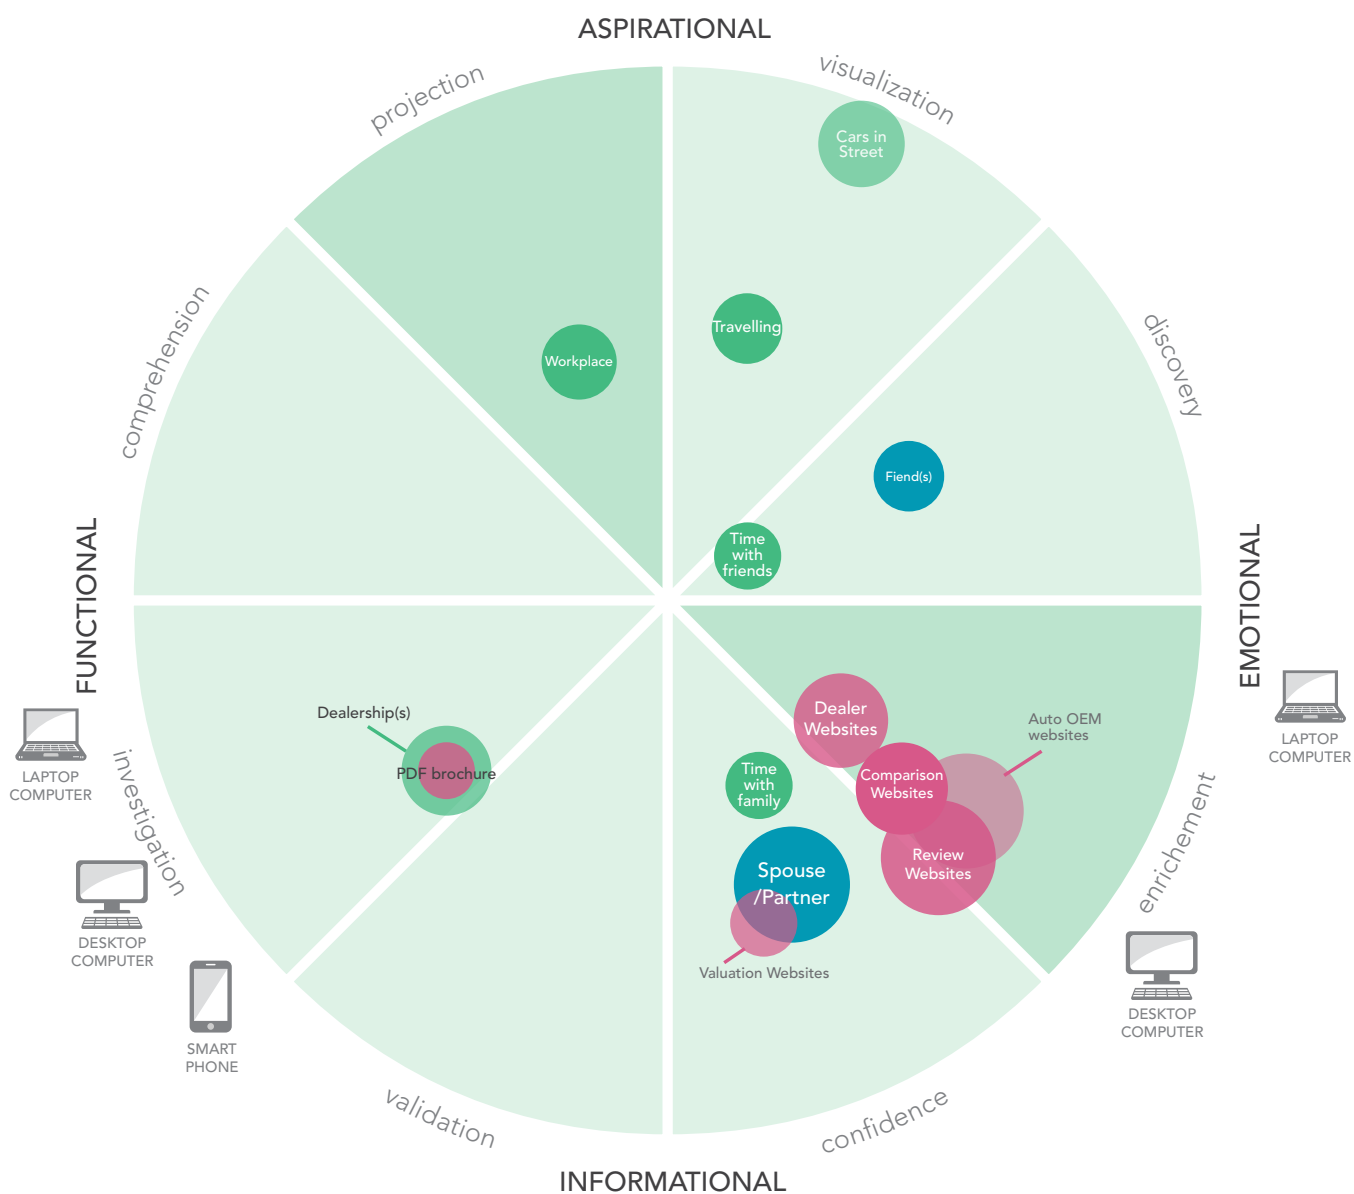 ASPIRATIONAL
projection
visualization
Cars in
Street
comprehension
discovery
Travelling
Workplace
Fiend(s)
Time
with
friends
FUNCTIONAL
EMOTIONAL
Dealership(s)
PDF brochure
Dealer
Websites
Auto OEM
websites
Comparison
Websites
Time
with
family
Review
Websites
Spouse
/Partner
Valuation Websites
LAPTOP
COMPUTER
investigation
DESKTOP
COMPUTER
SMART
PHONE
LAPTOP
COMPUTER
enrichement
DESKTOP
COMPUTER
validation
confidence
INFORMATIONAL